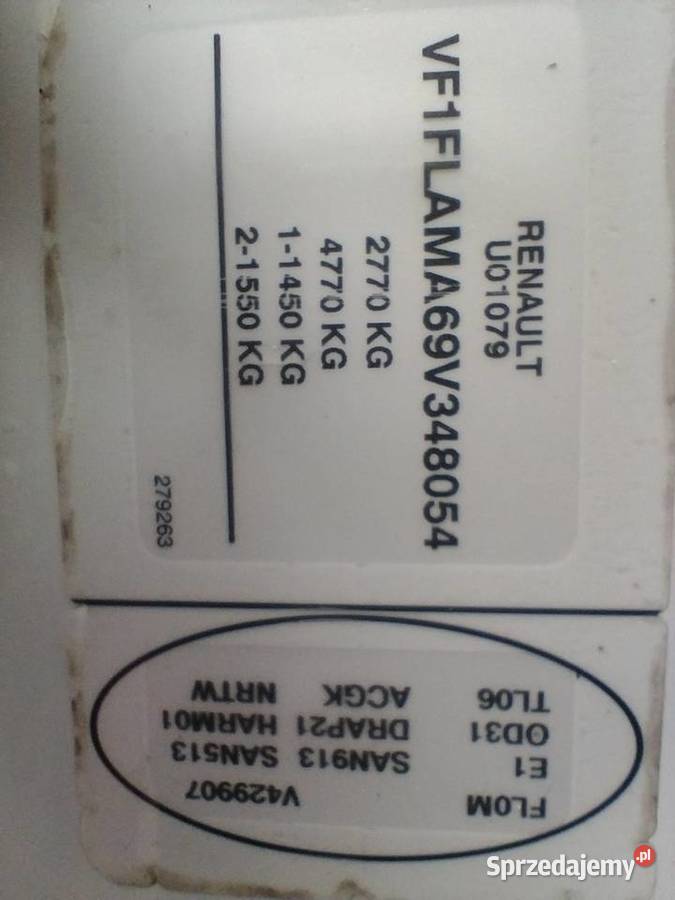 RENAULT
U01079
VF1FLAMA69V348054
2770 KG
4770 KG
1-1450 KG
2-1550 KG
279263
FL0M V429907
E1 SAN913 SAN513
OD31 DRAP21 HARM01
TL06 ACGK NRTW
Sprzedajemy.pl